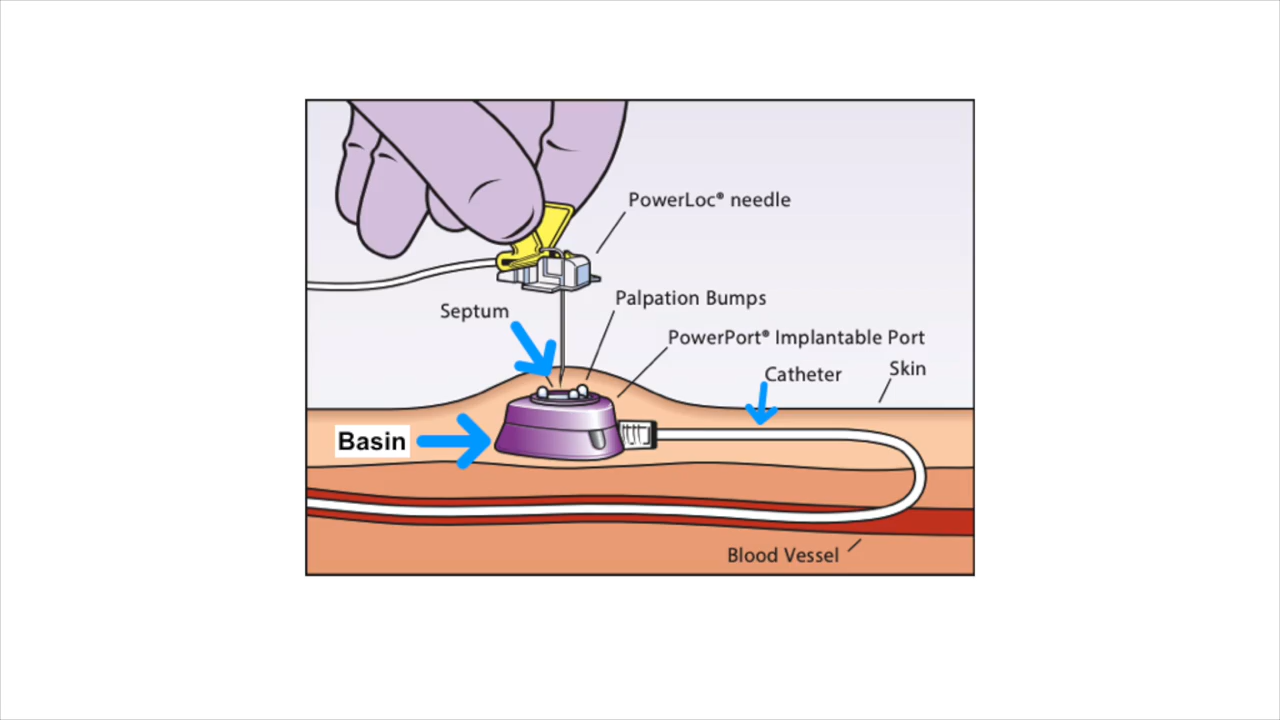 PowerLoc® needle
Palpation Bumps
Septum
PowerPort® Implantable Port
Skin
Catheter
Basin
Blood Vessel